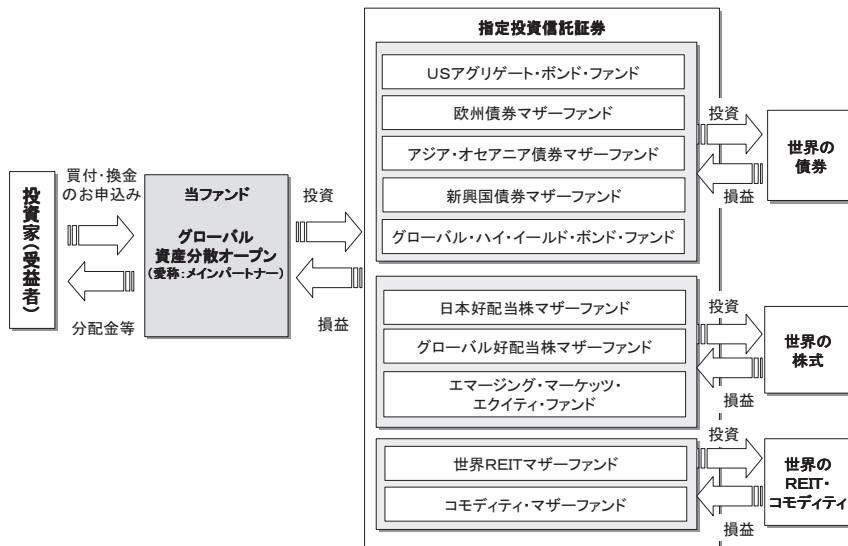 指定投資信託証券
USアグリゲート・ボンド・ファンド
欧州債券マザーファンド
アジア・オセアニア債券マザーファンド
新興国債券マザーファンド
グローバル・ハイ・イールド・ボンド・ファンド
投資
損益
世界の
債券
投資家(受益者)
買付・換金
のお申込み
分配金等
当ファンド
グローバル
資産分散オープン
(愛称:メインパートナー)
投資
損益
日本好配当株マザーファンド
グローバル好配当株マザーファンド
エマージング・マーケッツ・
エクイティ・ファンド
投資
損益
世界の
株式
世界REITマザーファンド
コモディティ・マザーファンド
投資
損益
世界の
REIT・
コモディティ